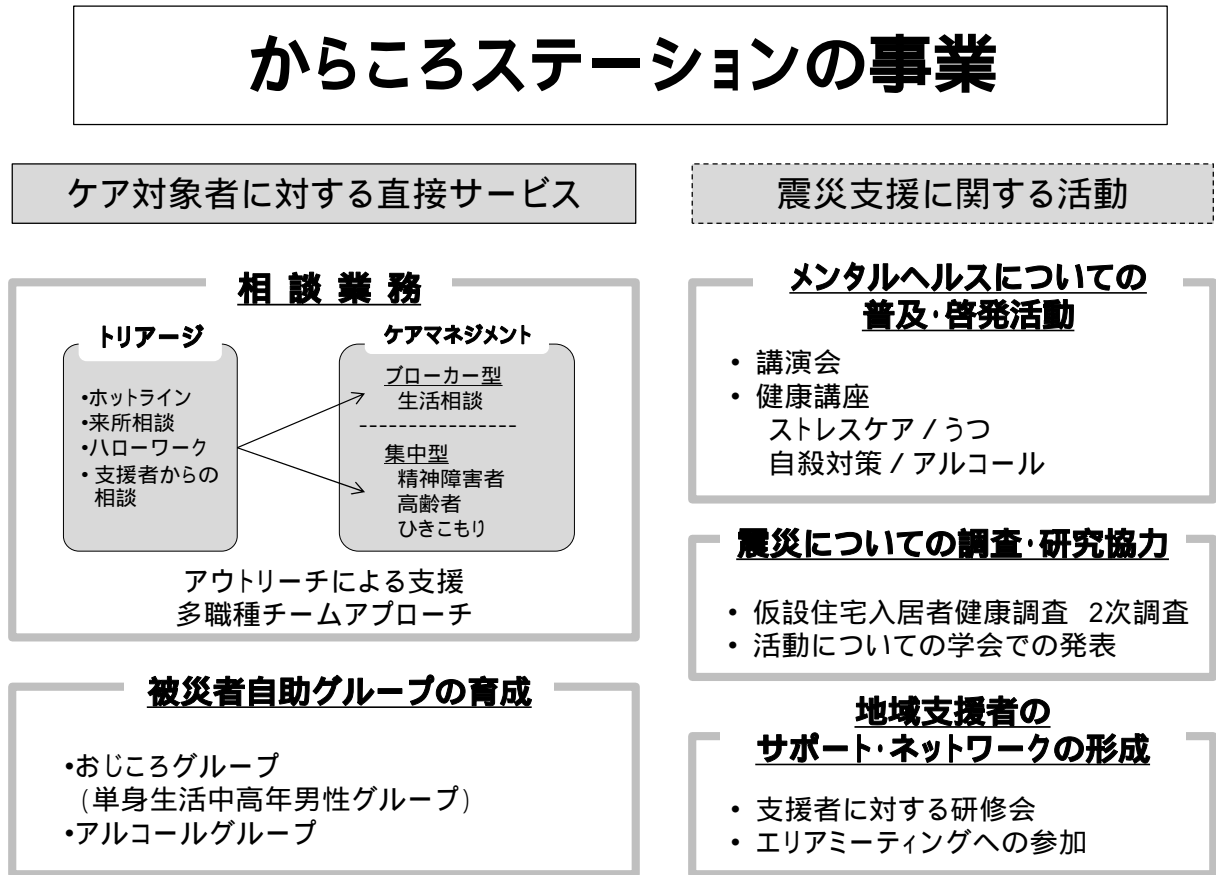 からころステーションの事業
ケア対象者に対する直接サービス
相談業務
トリアージ
•ホットライン
•来所相談
•ハローワーク
• 支援者からの
相談
ケアマネジメント
ブローカー型
生活相談
集中型
精神障害者
高齢者
ひきこもり
アウトリーチによる支援
多職種チームアプローチ
被災者自助グループの育成
•おじころグループ
(単身生活中高年男性グループ)
•アルコールグループ
震災支援に関する活動
メンタルヘルスについての
普及・啓発活動
• 講演会
• 健康講座
ストレスケア / うつ
自殺対策 / アルコール
震災についての調査・研究協力
• 仮設住宅入居者健康調査 2次調査
• 活動についての学会での発表
地域支援者の
サポート・ネットワークの形成
• 支援者に対する研修会
• エリアミーティングへの参加